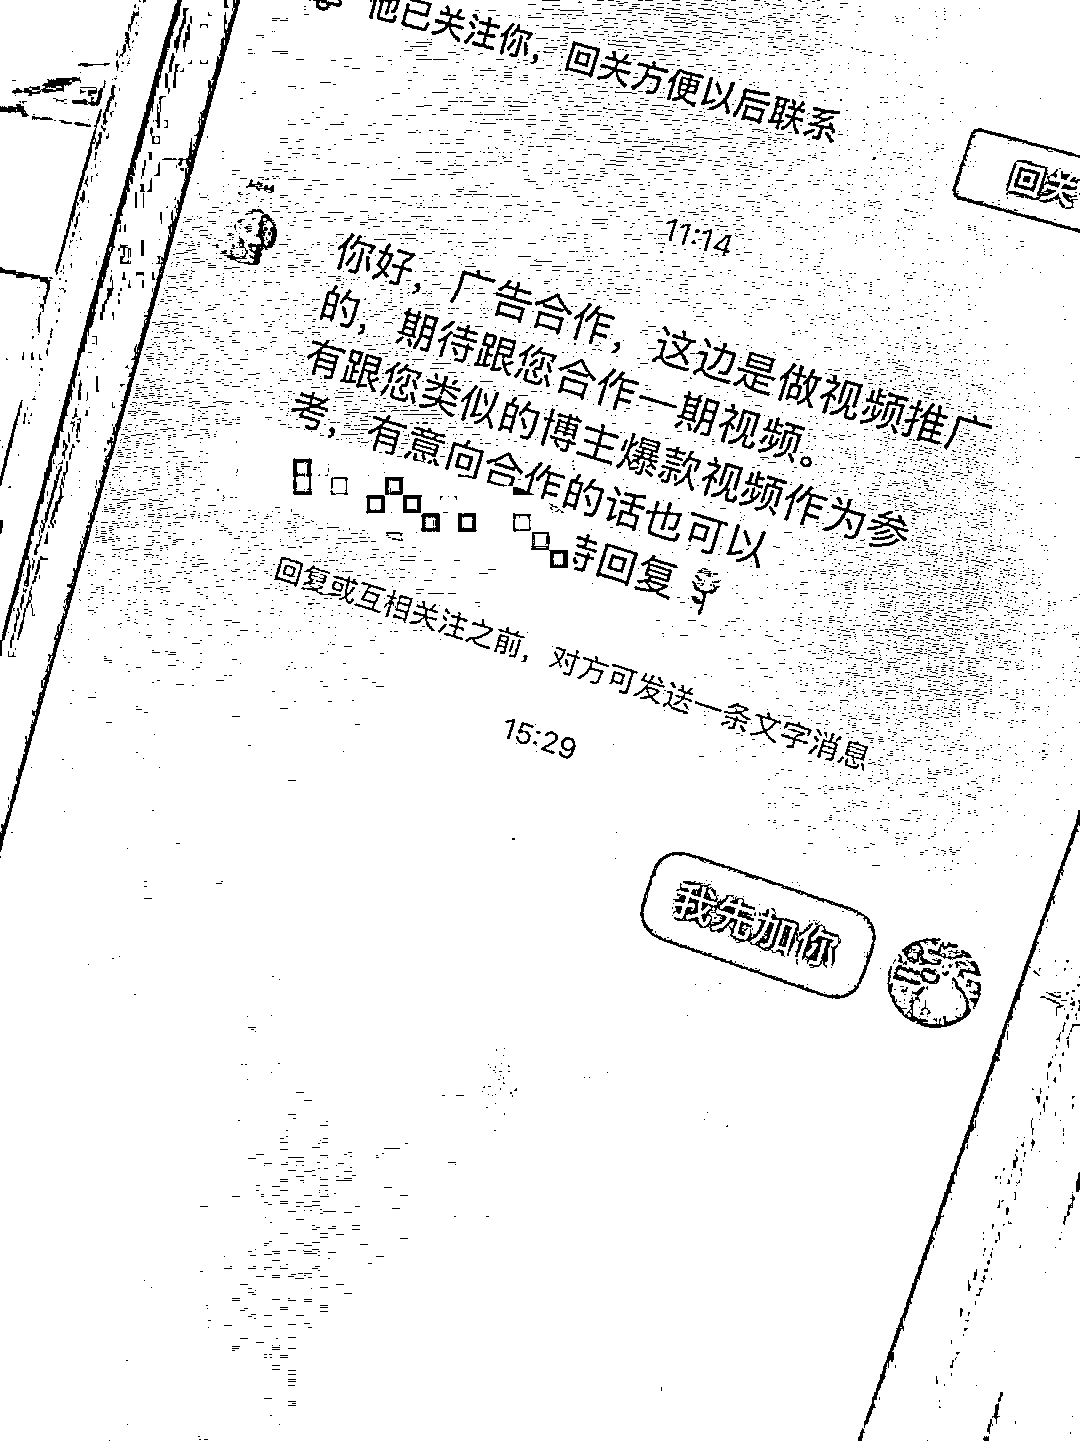 他已关注你，回关方便以后联系
回关
11:14
你好，广告合作，这边是做视频推广
的，期待跟您合作一期视频。
有跟您类似的博主爆款视频作为参
考，有意向合作的话也可以
待回复
回复或互相关注之前，对方可发送一条文字消息
15:29
我先加你